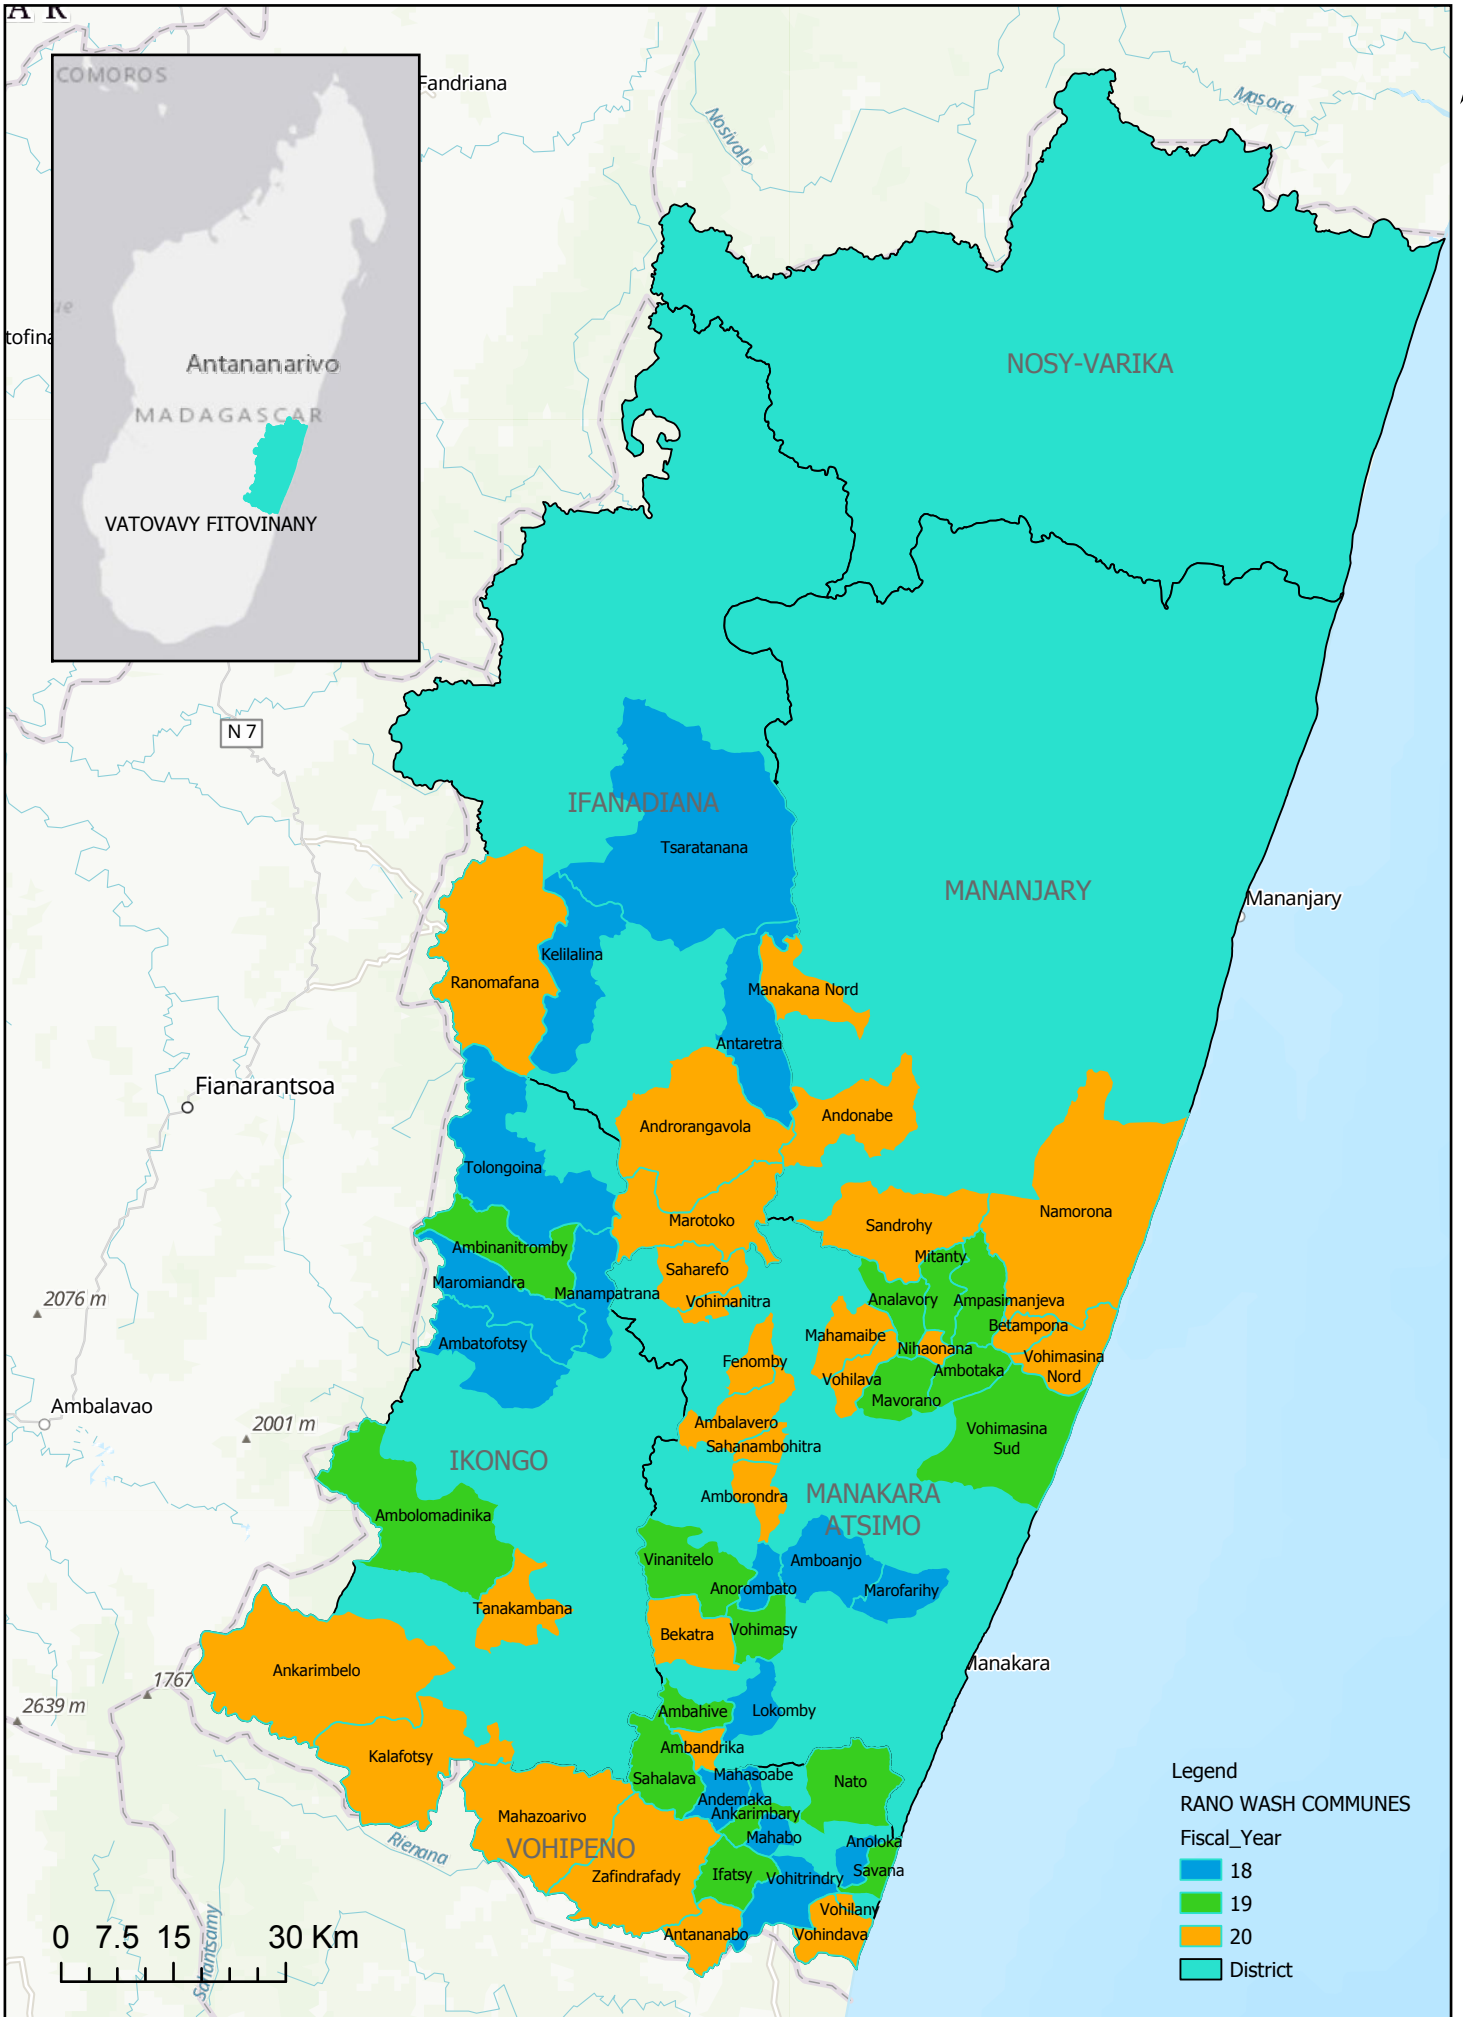 A R
COMOROS
Fandriana
Masora
Nosivolo
Antananarivo
MADAGASCAR
VATOVAVY FITOVINANY
NOSY-VARIKA
N 7
IFANADIANA
Tsaratanana
MANANJARY
Mananjary
Kelilalina
Ranomafana
Manakana Nord
Antaretra
Fianarantsoa
Androrangavola
Andonabe
Tolongoina
Namorona
Marotoko
Sandrohy
Ambinanitromby
Mitanty
Saharefo
Maromiandra
Manampatrana
Vohimanitra
Analavory
Ampasimanjeva
2076 m
Betampona
Mahamaibe
Ambatofotsy
Nihaonana
Fenomby
Vohimasina
Nord
Ambotaka
Vohilava
Mavorano
Ambalavao
2001 m
Ambalavero
Vohimasina
Sud
Sahanambohitra
IKONGO
Amborondra
MANAKARA
ATSIMO
Ambolomadinika
Vinanitelo
Amboanjo
Anorombato
Marofarihy
Tanakambana
Bekatra
Vohimasy
Manakara
Ankarimbelo
1767
2639 m
Ambahive
Lokomby
Ambandrika
Kalafotsy
Sahalava
Mahasoabe
Nato
Andemaka
Ankarimbary
Mahazoarivo
Mahabo
Anoloka
VOHIPENO
Rienana
Zafindrafady
Ifatsy
Vohitrindry
Savana
Vohilany
Antananabo
Vohindava
Legend
RANO WASH COMMUNES
Fiscal_Year
18
19
20
District
0 7.5 15 30 Km